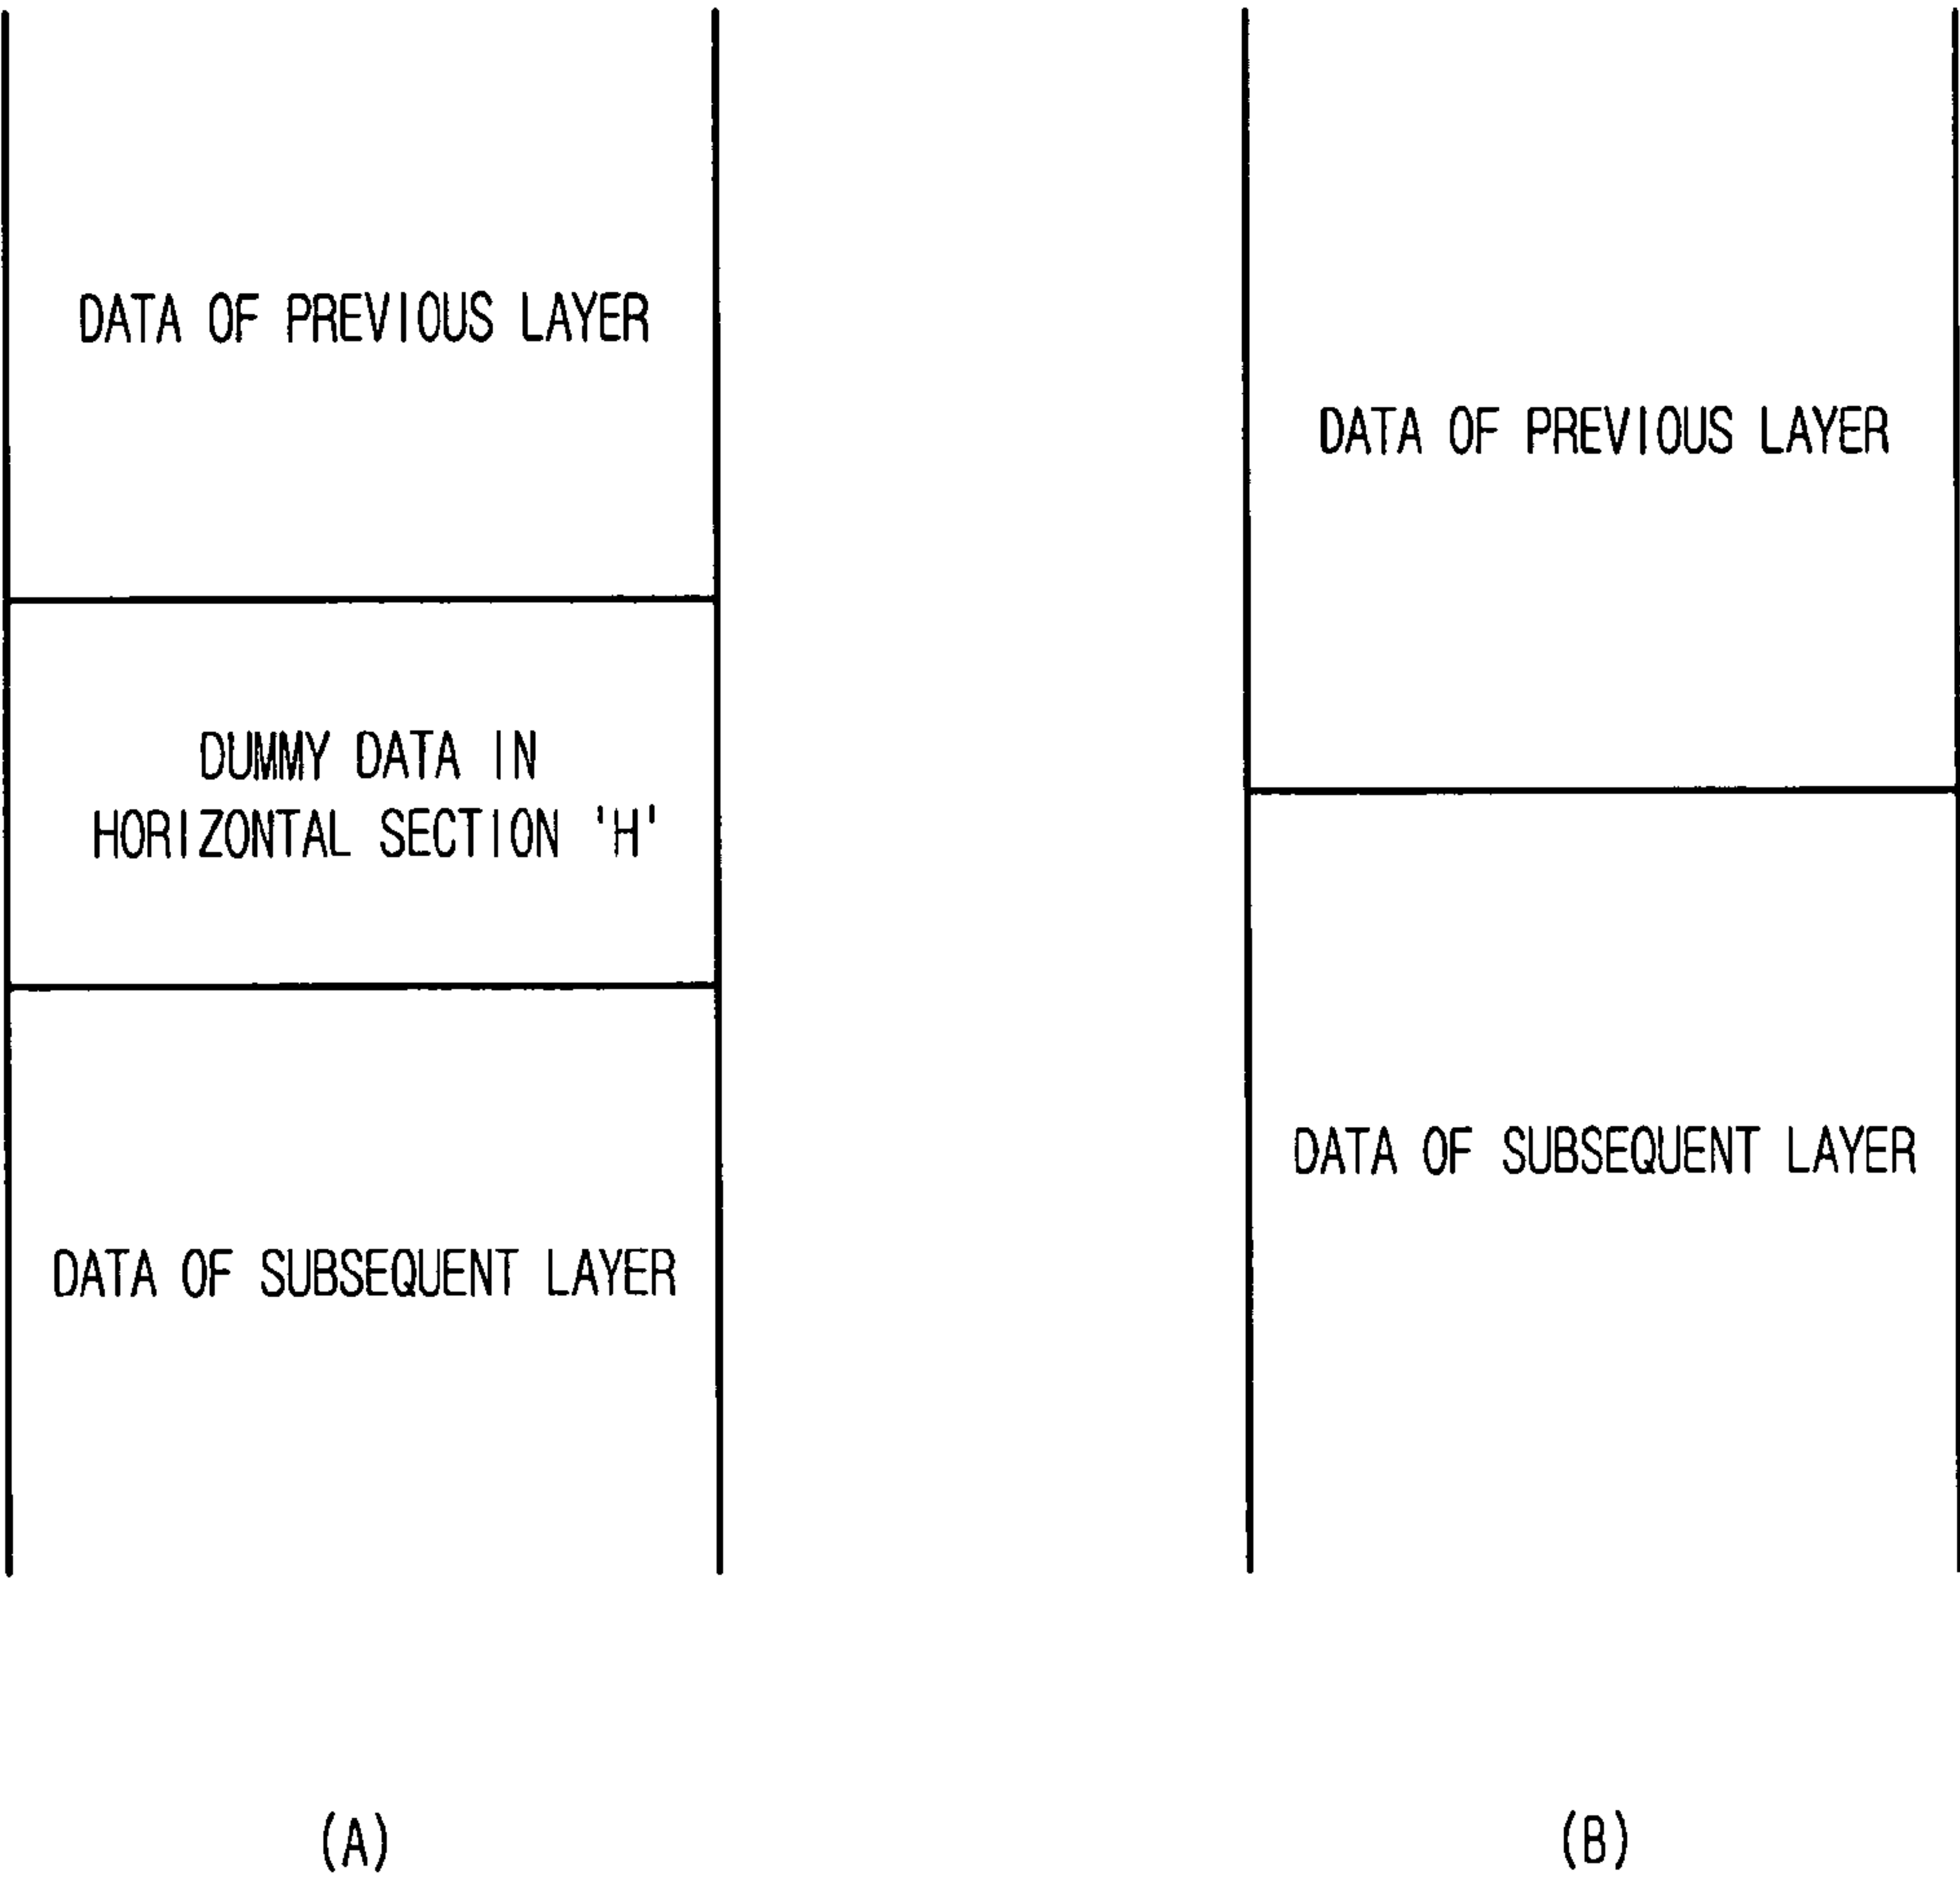 DATA OF PREVIOUS LAYER
DUMMY DATA IN
HORIZONTAL SECTION 'H'
DATA OF SUBSEQUENT LAYER
(A)
DATA OF PREVIOUS LAYER
DATA OF SUBSEQUENT LAYER
(B)